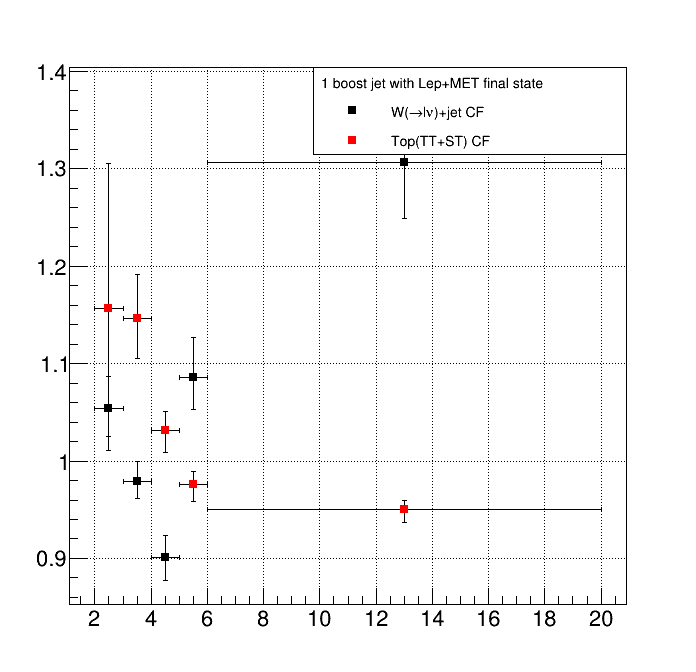 1.4
1 boost jet with Lep+MET final state
W(→lν)+jet CF
Top(TT+ST) CF
1.3
1.2
1.1
1
0.9
2 4 6 8 10 12 14 16 18 20